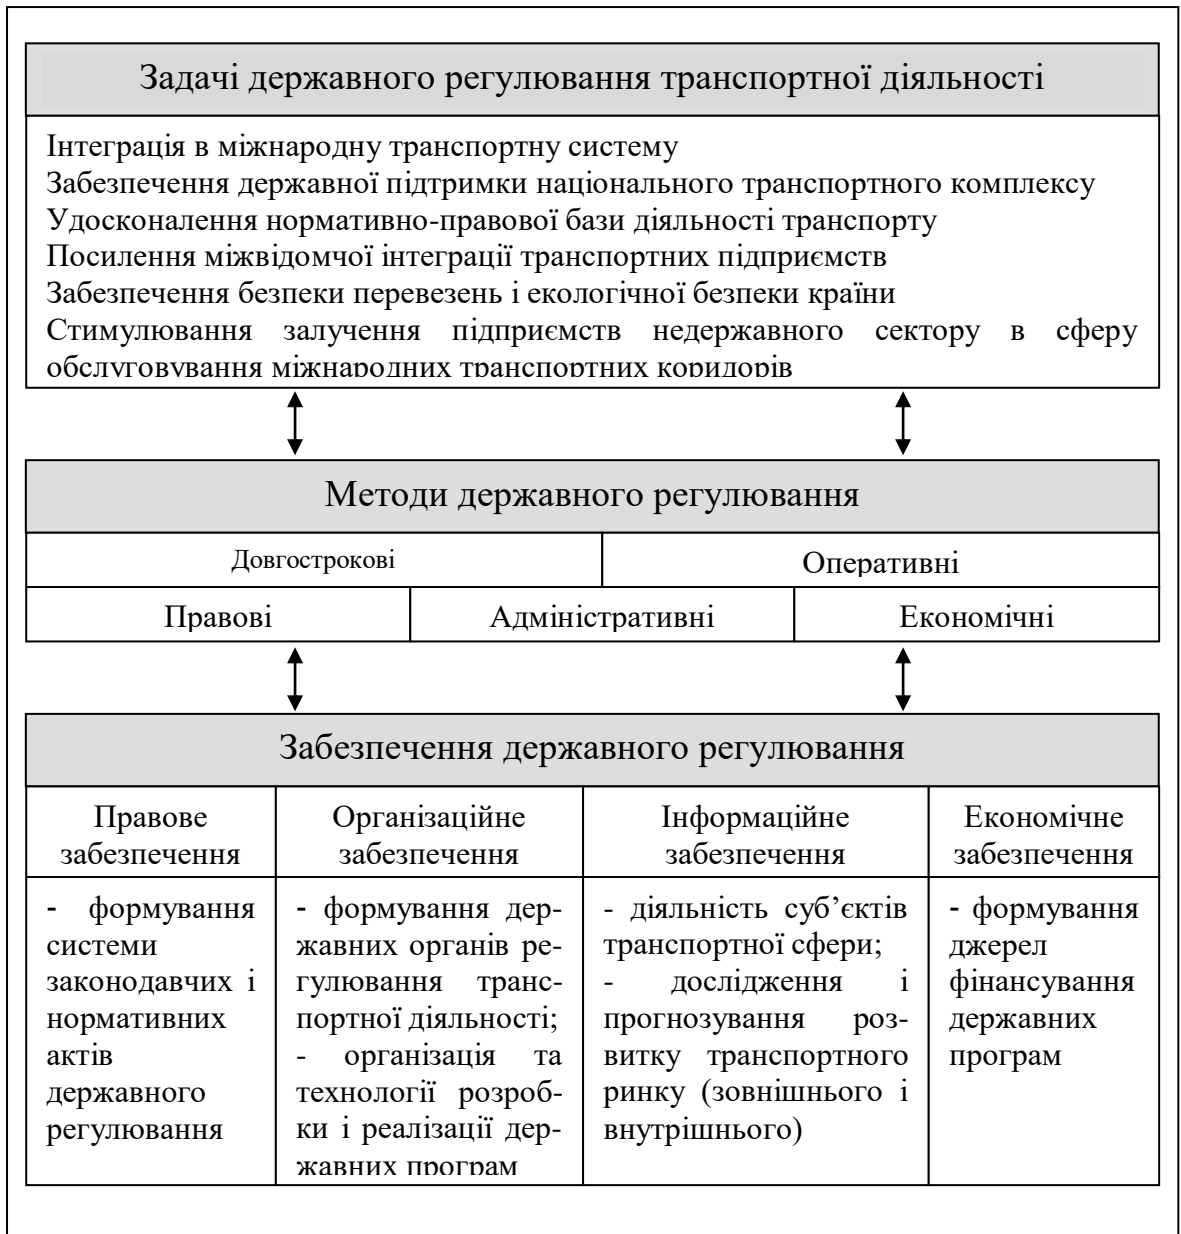 Задачі державного регулювання транспортної діяльності
Інтеграція в міжнародну транспортну систему
Забезпечення державної підтримки національного транспортного комплексу
Удосконалення нормативно-правової бази діяльності транспорту
Посилення міжвідомчої інтеграції транспортних підприємств
Забезпечення безпеки перевезень і екологічної безпеки країни
Стимулювання залучення підприємств недержавного сектору в сферу
обслуговування міжнародних транспортних коридорів
Методи державного регулювання
Довгострокові
Оперативні
Правові
Адміністративні
Економічні
Забезпечення державного регулювання
Правове
забезпечення
Організаційне
забезпечення
Інформаційне
забезпечення
Економічне
забезпечення
- формування
системи
законодавчих і
нормативних
актів
державного
регулювання
- формування дер-
жавних органів ре-
гулювання транс-
портної діяльності;
- організація та
технології розроб-
ки і реалізації дер-
жавних програм
- діяльність суб’єктів
транспортної сфери;
- дослідження і
прогнозування роз-
витку транспортного
ринку (зовнішнього і
внутрішнього)
- формування
джерел
фінансування
державних
програм